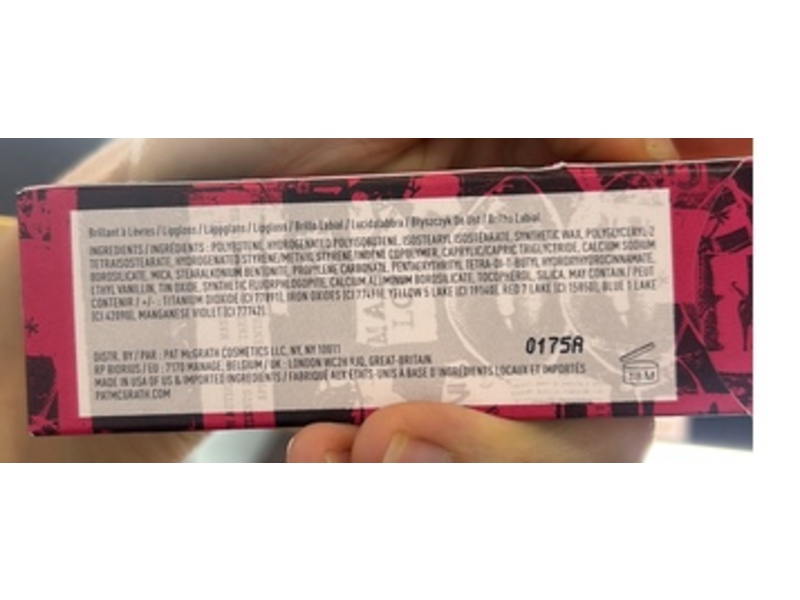 Brillant à Lèvres / Lipgloss / Läppglans / Lipgloss / Brillo Labial / Lucidalabbra / Błyszczyk Do Ust / Brilho Labial
INGREDIENTS / INGRÉDIENTS : POLYBUTENE, HYDROGENATED POLYISOBUTENE, ISOSTEARYL ISOSTEARATE, SYNTHETIC WAX, POLYGLYCERYL-2
TETRAISOSTEARATE, HYDROGENATED STYRENE/METHYL STYRENE/INDENE COPOLYMER, CAPRYLIC/CAPRIC TRIGLYCERIDE, CALCIUM SODIUM
BOROSILICATE, MICA, STEARALKONIUM BENTONITE, PROPYLENE CARBONATE, PENTAERYTHRITYL TETRA-DI-T-BUTYL HYDROXYHYDROCINNAMATE,
ETHYL VANILLIN, TIN OXIDE, SYNTHETIC FLUORPHLOGOPITE, CALCIUM ALUMINUM BOROSILICATE, TOCOPHEROL, SILICA. MAY CONTAIN / PEUT
CONTENIR / +/- : TITANIUM DIOXIDE (CI 77891), IRON OXIDES (CI 77491), YELLOW 5 LAKE (CI 19140), RED 7 LAKE (CI 15850), BLUE 1 LAKE
(CI 42090), MANGANESE VIOLET (CI 77742).
0175A
DISTR. BY / PAR : PAT McGRATH COSMETICS LLC, NY, NY 10011
RP BIORIUS / EU : 7170 MANAGE, BELGIUM / UK : LONDON WC2H 9JQ, GREAT-BRITAIN
MADE IN USA OF US & IMPORTED INGREDIENTS / FABRIQUÉ AUX ÉTATS-UNIS À BASE D'INGRÉDIENTS LOCAUX ET IMPORTÉS
PATMCGRATH.COM
18 M